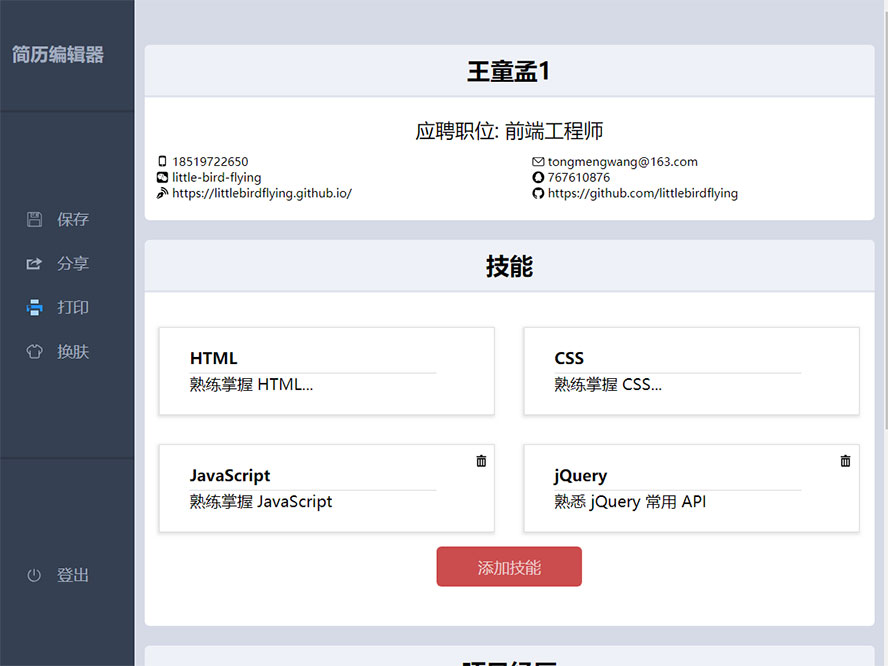 简历编辑器
保存
分享
打印
换肤
登出
王童孟1
应聘职位: 前端工程师
18519722650
little-bird-flying
https://littlebirdflying.github.io/
tongmengwang@163.com
767610876
https://github.com/littlebirdflying
技能
HTML
熟练掌握 HTML...
CSS
熟练掌握 CSS...
JavaScript
熟练掌握 JavaScript
jQuery
熟悉 jQuery 常用 API
添加技能